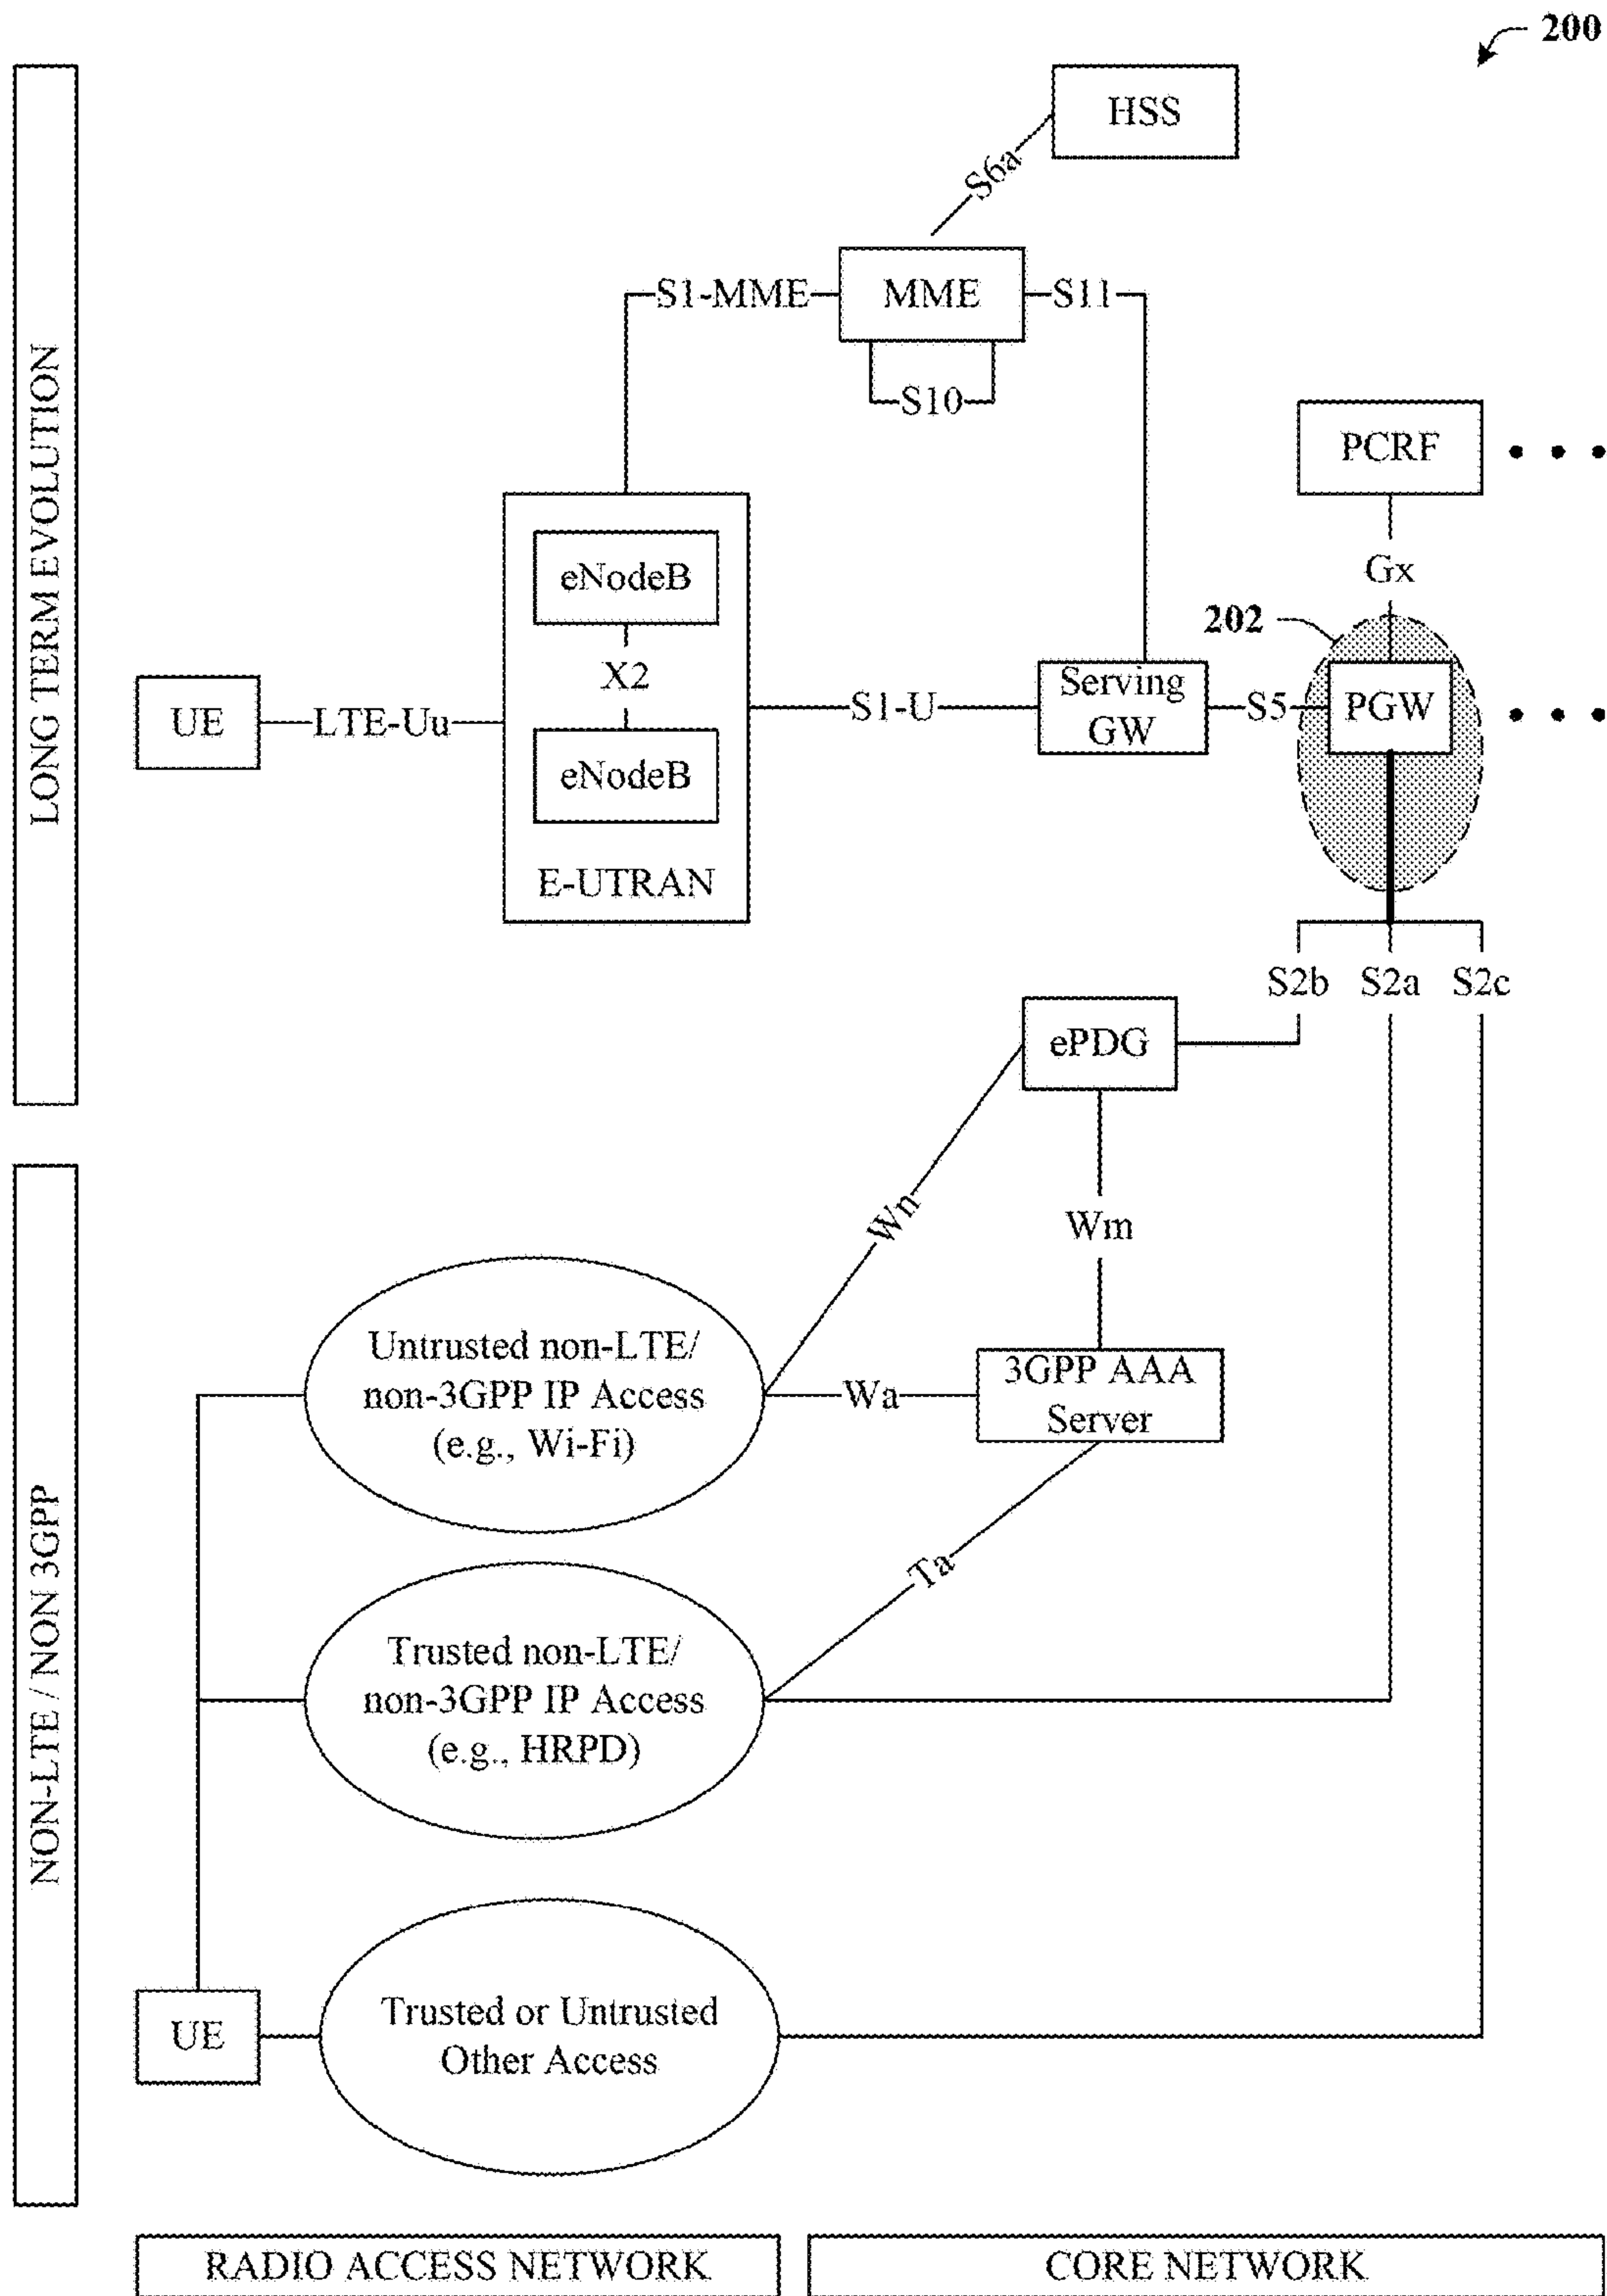 200
HSS
S6a
S1-MME
MME
S11
S10
PCRF
Gx
202
eNodeB
X2
eNodeB
E-UTRAN
UE
LTE-Uu
S1-U
Serving
GW
S5
PGW
LONG TERM EVOLUTION
S2b
S2a
S2c
ePDG
Wn
Wm
Untrusted non-LTE/
non-3GPP IP Access
(e.g., Wi-Fi)
Wa
3GPP AAA
Server
Ta
Trusted non-LTE/
non-3GPP IP Access
(e.g., HRPD)
NON-LTE / NON 3GPP
UE
Trusted or Untrusted
Other Access
RADIO ACCESS NETWORK
CORE NETWORK